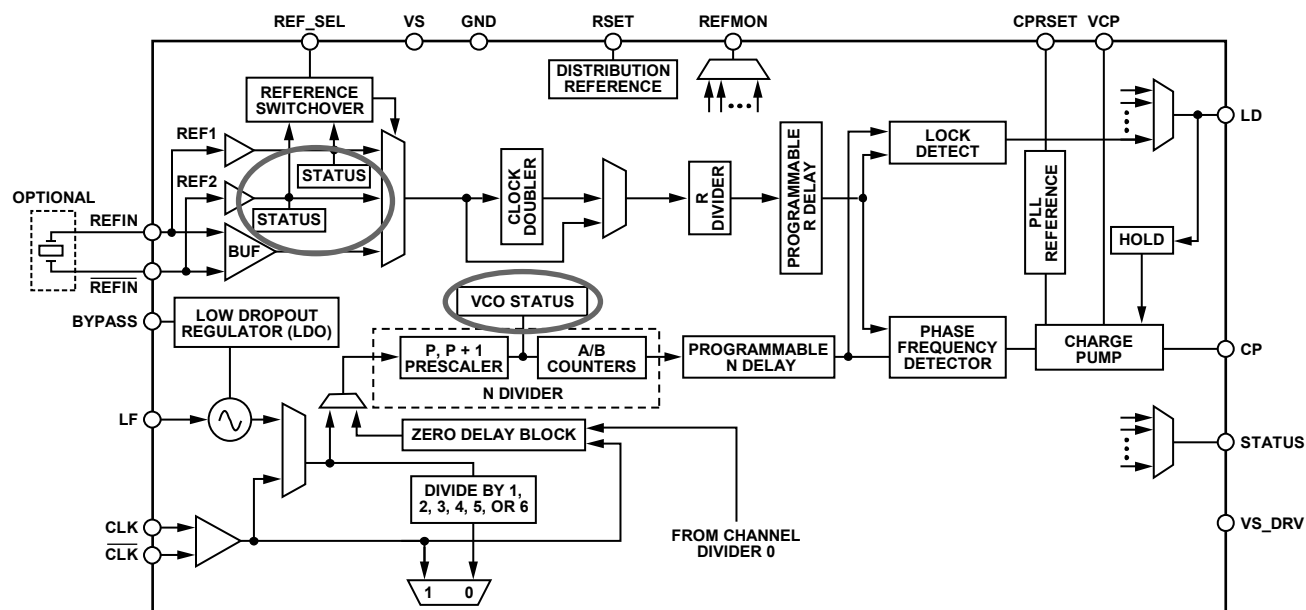 REF_SEL
VS
GND
RSET
REFMON
CPRSET
VCP
DISTRIBUTION
REFERENCE
REFERENCE
SWITCHOVER
REF1
STATUS
REF2
STATUS
BUF
OPTIONAL
REFIN
REFIN
CLOCK
DOUBLER
R
DIVIDER
PROGRAMMABLE
R DELAY
LOCK
DETECT
PLL
REFERENCE
LD
HOLD
BYPASS
LOW DROPOUT
REGULATOR (LDO)
VCO STATUS
P, P + 1
PRESCALER
A/B
COUNTERS
N DIVIDER
PROGRAMMABLE
N DELAY
PHASE
FREQUENCY
DETECTOR
CHARGE
PUMP
CP
LF
ZERO DELAY BLOCK
STATUS
DIVIDE BY 1,
2, 3, 4, 5, OR 6
CLK
CLK
FROM CHANNEL
DIVIDER 0
VS_DRV
1 0